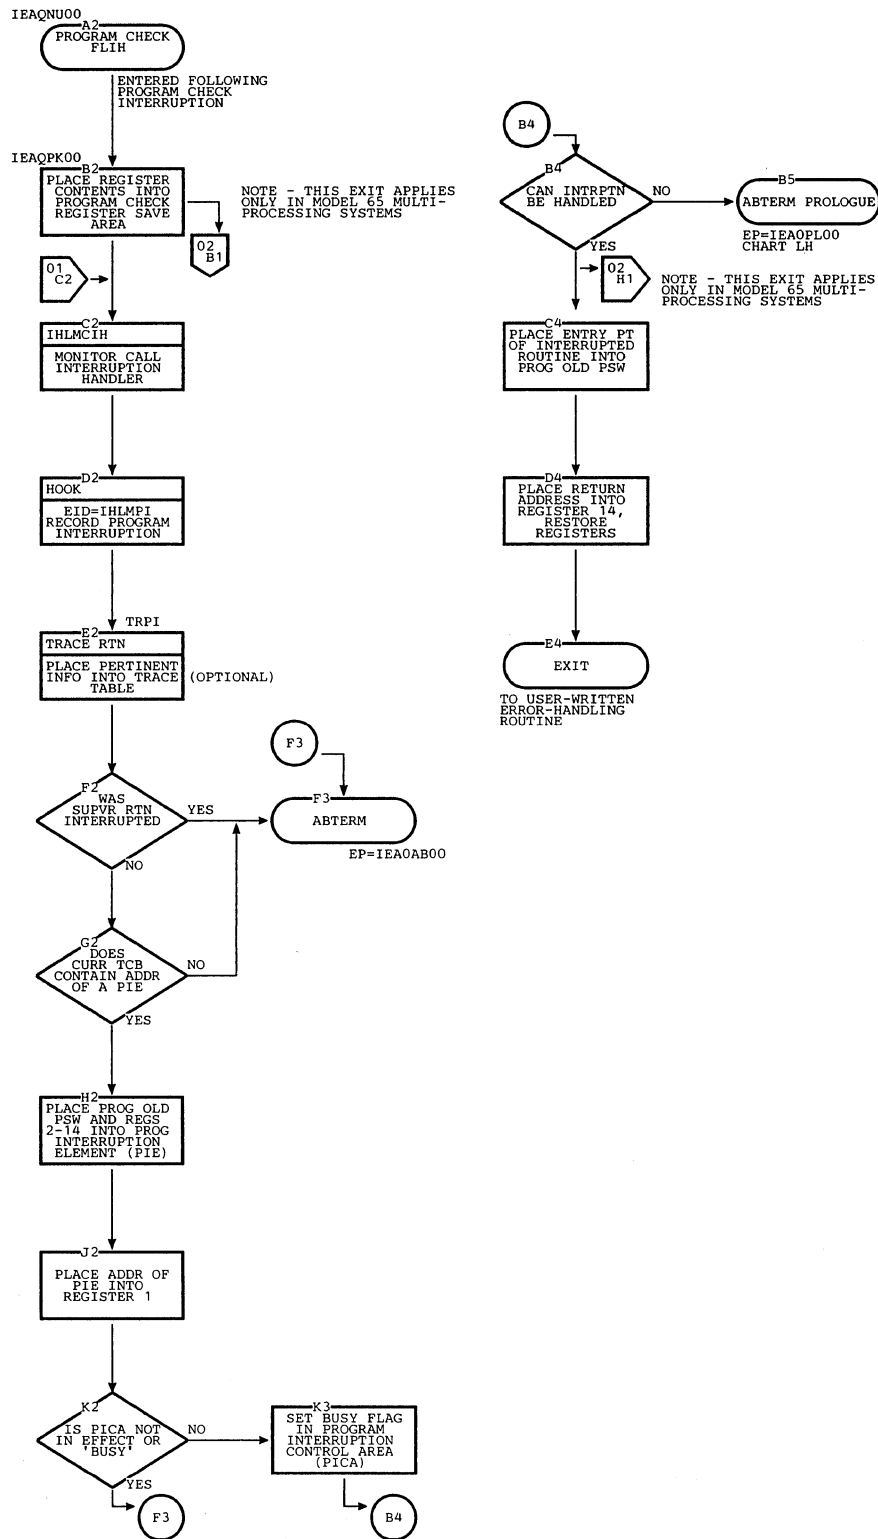 IEAQNU00
A2
PROGRAM CHECK
FLIH
ENTERED FOLLOWING
PROGRAM CHECK
INTERRUPTION
IEAQPK00
B2
PLACE REGISTER
CONTENTS INTO
PROGRAM CHECK
REGISTER SAVE
AREA
NOTE - THIS EXIT APPLIES
ONLY IN MODEL 65 MULTI-
PROCESSING SYSTEMS
02
B1
01
C2
C2
IHLMCIH
MONITOR CALL
INTERRUPTION
HANDLER
D2
HOOK
EID=IHLMPI
RECORD PROGRAM
INTERRUPTION
TRPI
E2
TRACE RTN
PLACE PERTINENT
INFO INTO TRACE
TABLE
(OPTIONAL)
F2
WAS
SUPVR RTN
INTERRUPTED
YES
NO
F3
F3
ABTERM
EP=IEA0AB00
G2
DOES
CURR TCB
CONTAIN ADDR
OF A PIE
NO
YES
H2
PLACE PROG OLD
PSW AND REGS
2-14 INTO PROG
INTERRUPTION
ELEMENT (PIE)
J2
PLACE ADDR OF
PIE INTO
REGISTER 1
K2
IS PICA NOT
IN EFFECT OR
'BUSY'
NO
YES
F3
K3
SET BUSY FLAG
IN PROGRAM
INTERRUPTION
CONTROL AREA
(PICA)
B4
B4
B4
CAN INTRPTN
BE HANDLED
NO
YES
B5
ABTERM PROLOGUE
EP=IEA0PL00
CHART LH
02
H1
NOTE - THIS EXIT APPLIES
ONLY IN MODEL 65 MULTI-
PROCESSING SYSTEMS
C4
PLACE ENTRY PT
OF INTERRUPTED
ROUTINE INTO
PROG OLD PSW
D4
PLACE RETURN
ADDRESS INTO
REGISTER 14,
RESTORE
REGISTERS
E4
EXIT
TO USER-WRITTEN
ERROR-HANDLING
ROUTINE